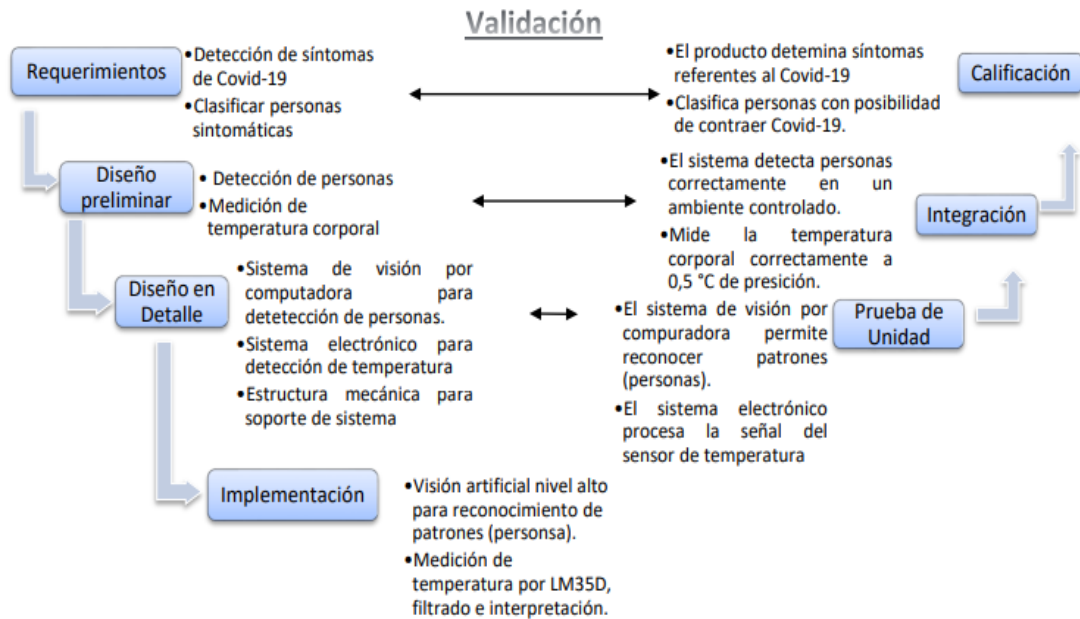 Validación
Requerimientos
•Detección de síntomas
de Covid-19
•Clasificar personas
sintomáticas
•El producto detemina síntomas
referentes al Covid-19
•Clasifica personas con posibilidad
de contraer Covid-19.
Calificación
Diseño
preliminar
• Detección de personas
•Medición de
temperatura corporal
•El sistema detecta personas
correctamente en un
ambiente controlado.
•Mide la temperatura
corporal correctamente a
0,5 °C de presición.
Integración
Diseño en
Detalle
•Sistema de visión por
computadora para
detetección de personas.
•Sistema electrónico para
detección de temperatura
•Estructura mecánica para
soporte de sistema
•El sistema de visión por
compuradora permite
reconocer patrones
(personas).
•El sistema electrónico
procesa la señal del
sensor de temperatura
Prueba de
Unidad
Implementación
•Visión artificial nivel alto
para reconocimiento de
patrones (personsa).
•Medición de
temperatura por LM35D,
filtrado e interpretación.